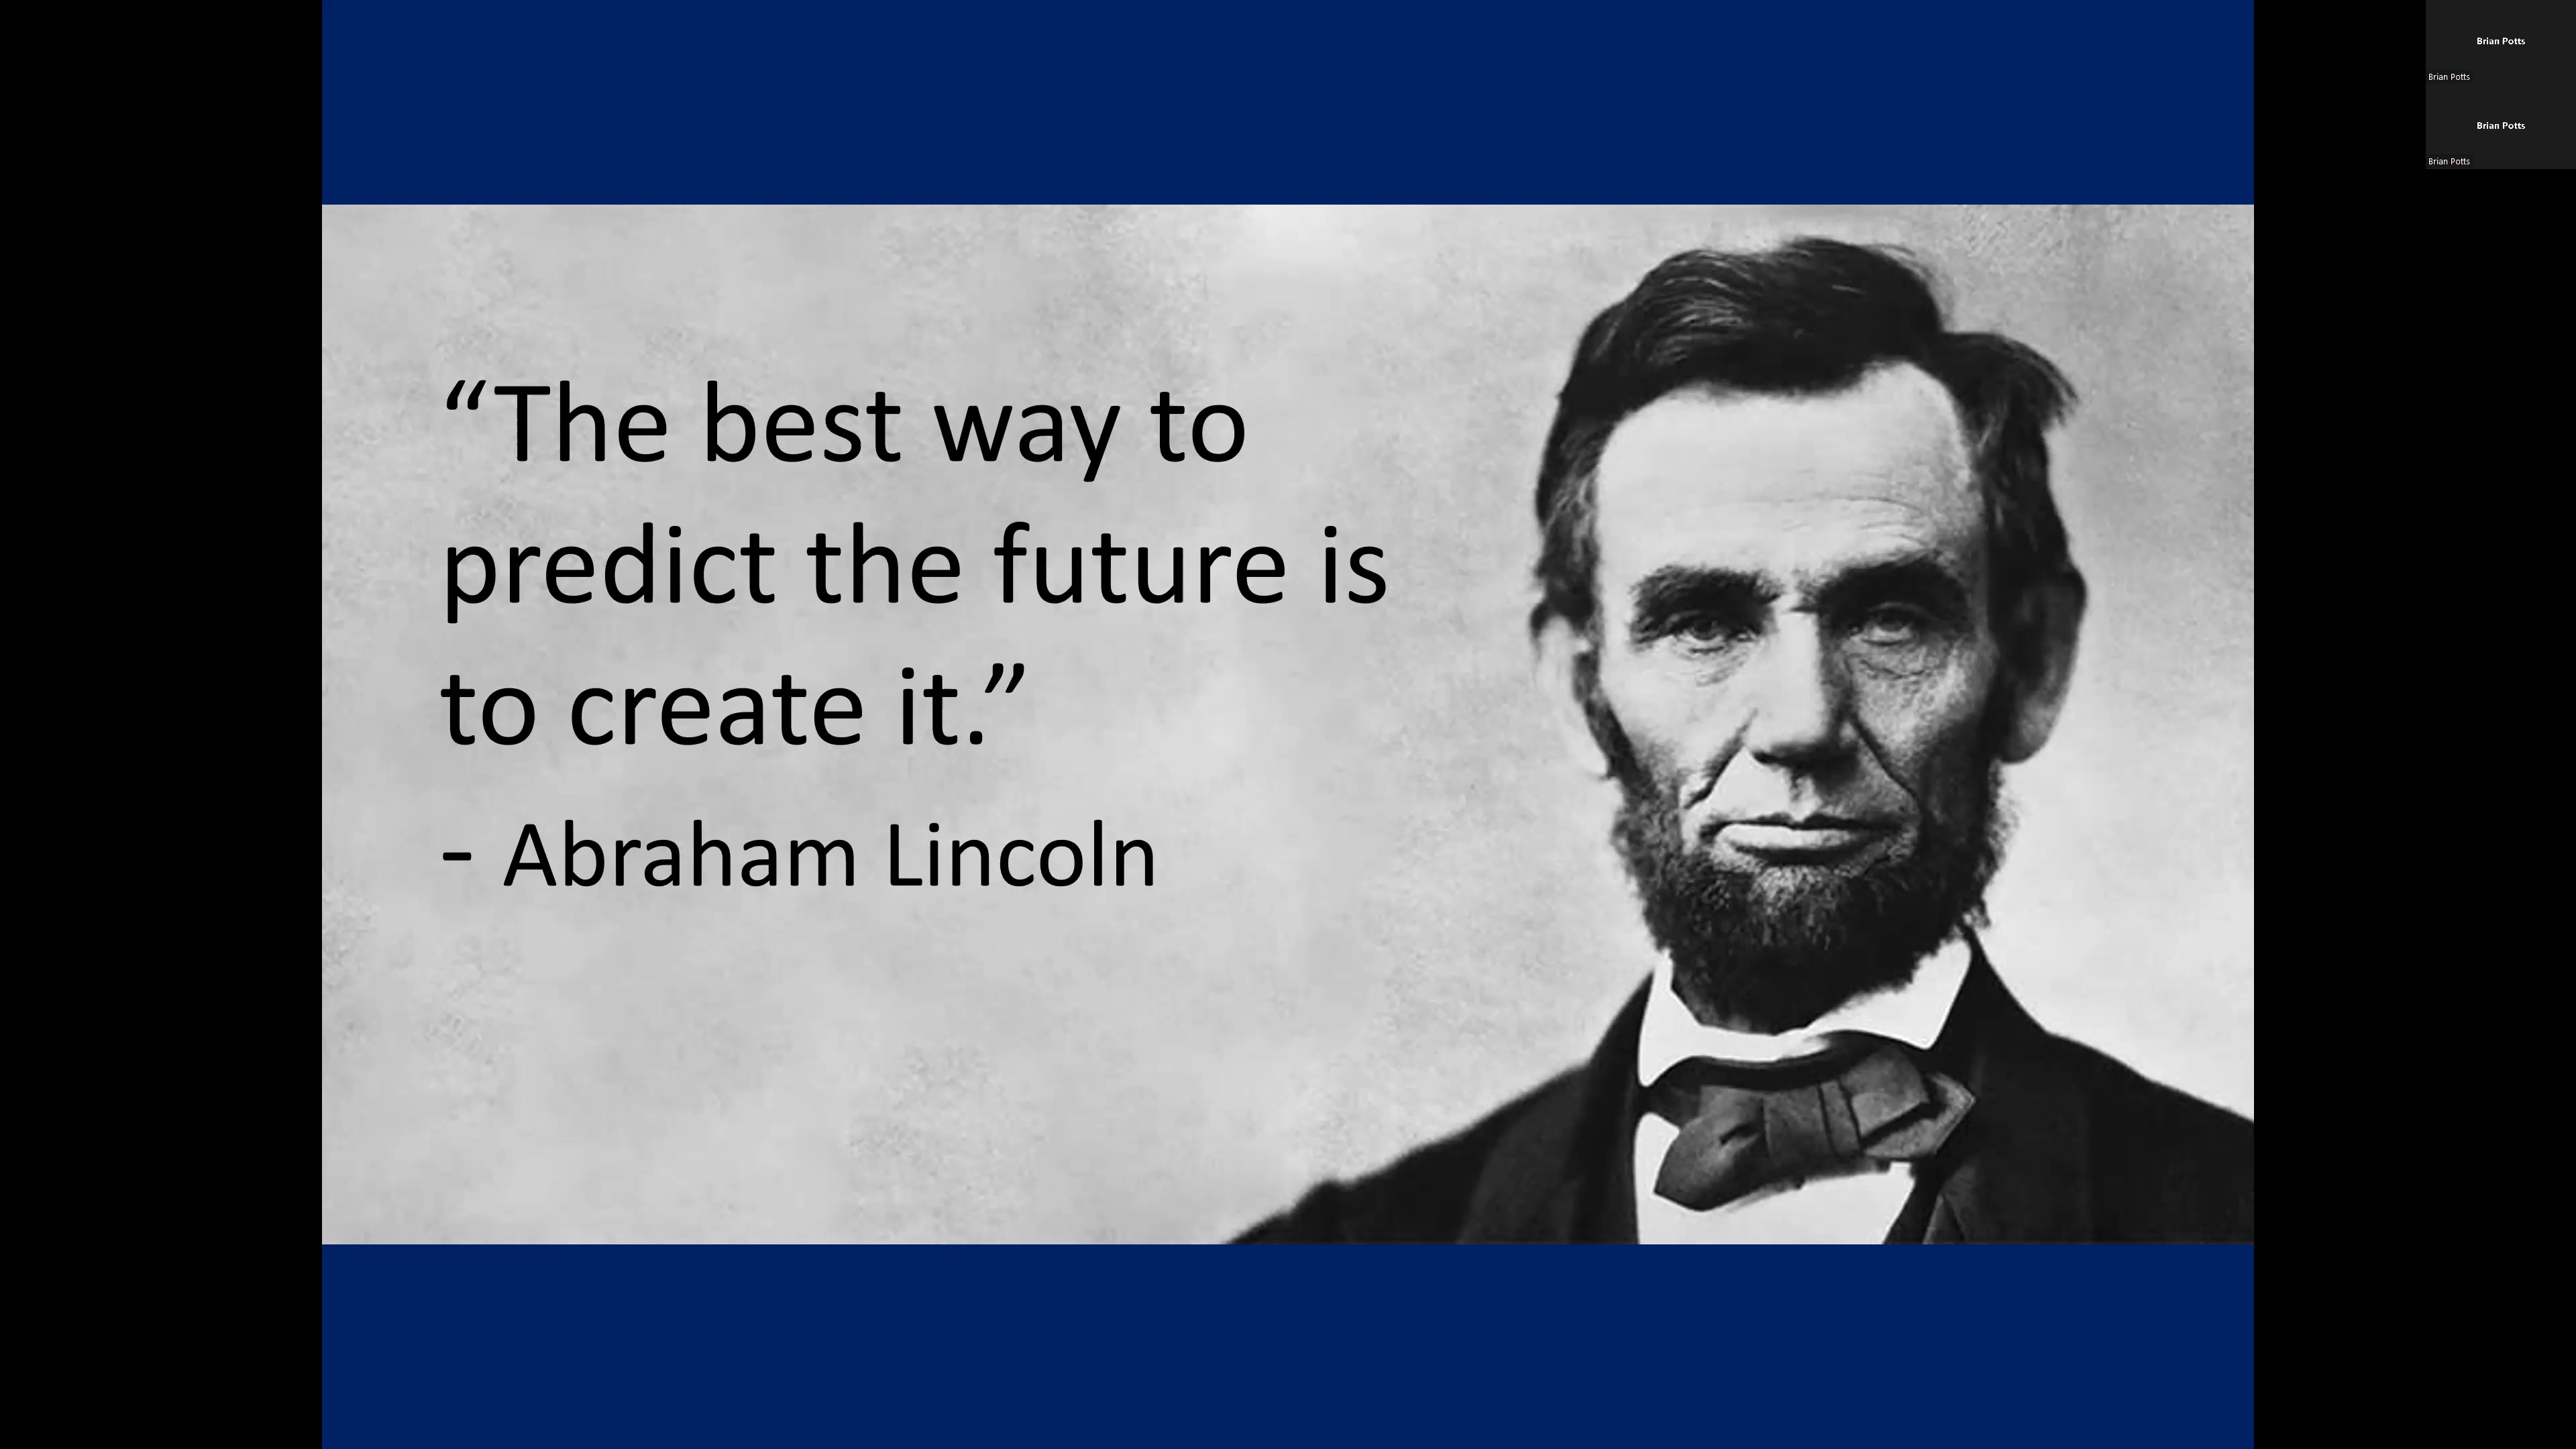 “The best way to
predict the future is
to create it.”
- Abraham Lincoln
Brian Potts
Brian Potts
Brian Potts
Brian Potts